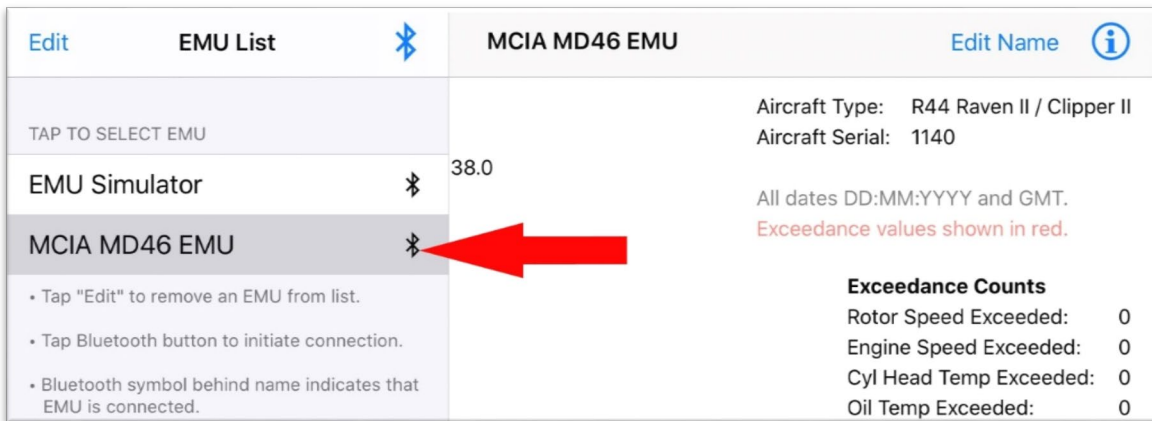 Edit
EMU List
TAP TO SELECT EMU
EMU Simulator
MCIA MD46 EMU
• Tap "Edit" to remove an EMU from list.
• Tap Bluetooth button to initiate connection.
• Bluetooth symbol behind name indicates that
EMU is connected.
MCIA MD46 EMU
Edit Name
Aircraft Type: R44 Raven II / Clipper II
Aircraft Serial: 1140
38.0
All dates DD:MM:YYYY and GMT.
Exceedance values shown in red.
Exceedance Counts
Rotor Speed Exceeded: 0
Engine Speed Exceeded: 0
Cyl Head Temp Exceeded: 0
Oil Temp Exceeded: 0